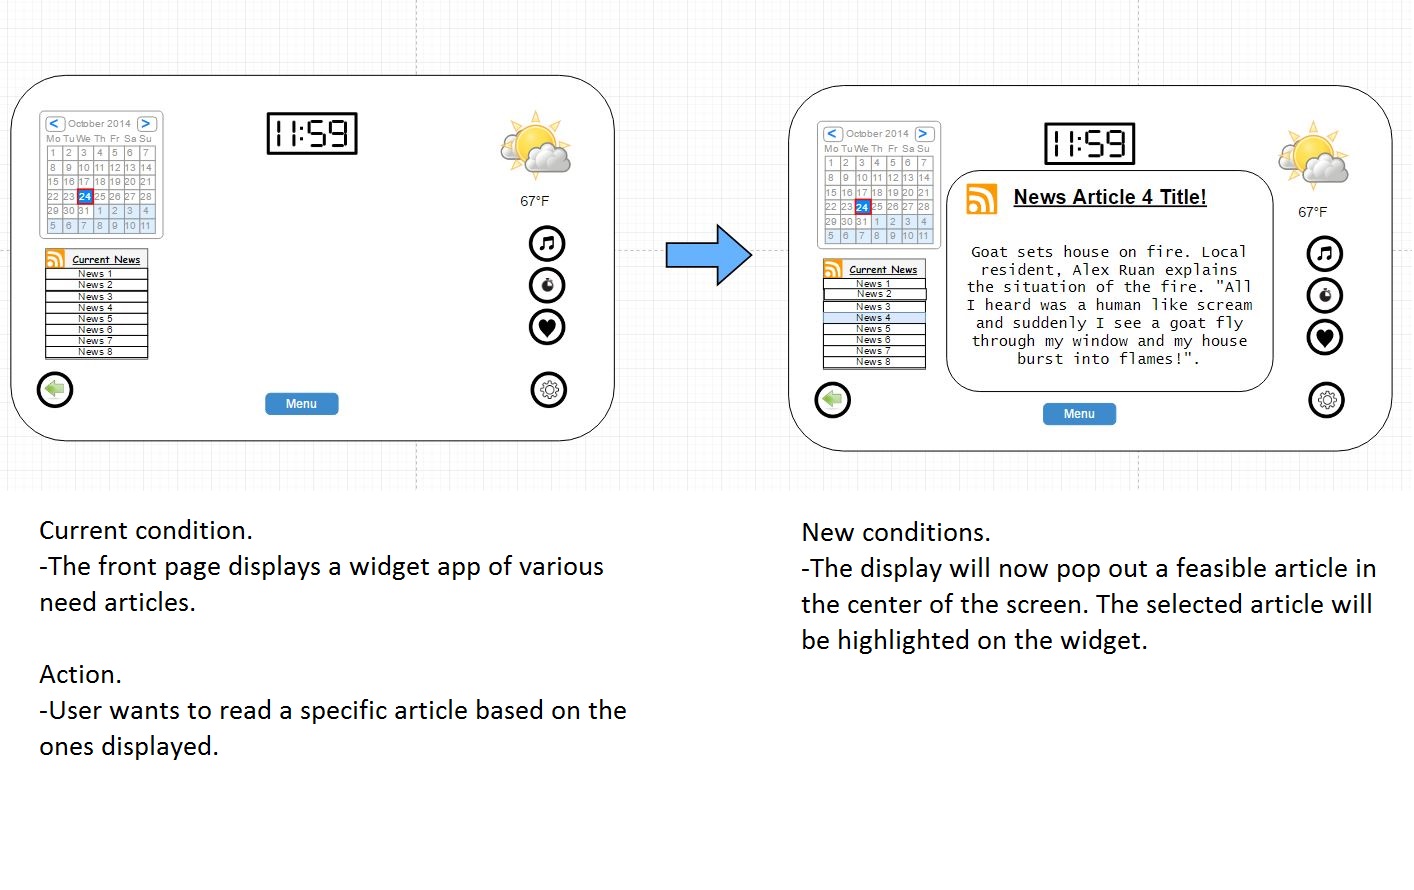 < October 2014 >
Mo Tu We Th Fr Sa Su
1 2 3 4 5 6 7
8 9 10 11 12 13 14
15 16 17 18 19 20 21
22 23 24 25 26 27 28
29 30 31 1 2 3 4
5 6 7 8 9 10 11
11:59
67°F
Current News
News 1
News 2
News 3
News 4
News 5
News 6
News 7
News 8
Menu
< October 2014 >
Mo Tu We Th Fr Sa Su
1 2 3 4 5 6 7
8 9 10 11 12 13 14
15 16 17 18 19 20 21
22 23 24 25 26 27 28
29 30 31 1 2 3 4
5 6 7 8 9 10 11
11:59
67°F
Current News
News 1
News 2
News 3
News 4
News 5
News 6
News 7
News 8
News Article 4 Title!
Goat sets house on fire. Local
resident, Alex Ruan explains
the situation of the fire. "All
I heard was a human like scream
and suddenly I see a goat fly
through my window and my house
burst into flames!".
Menu
Current condition.
-The front page displays a widget app of various
need articles.
Action.
-User wants to read a specific article based on the
ones displayed.
New conditions.
-The display will now pop out a feasible article in
the center of the screen. The selected article will
be highlighted on the widget.